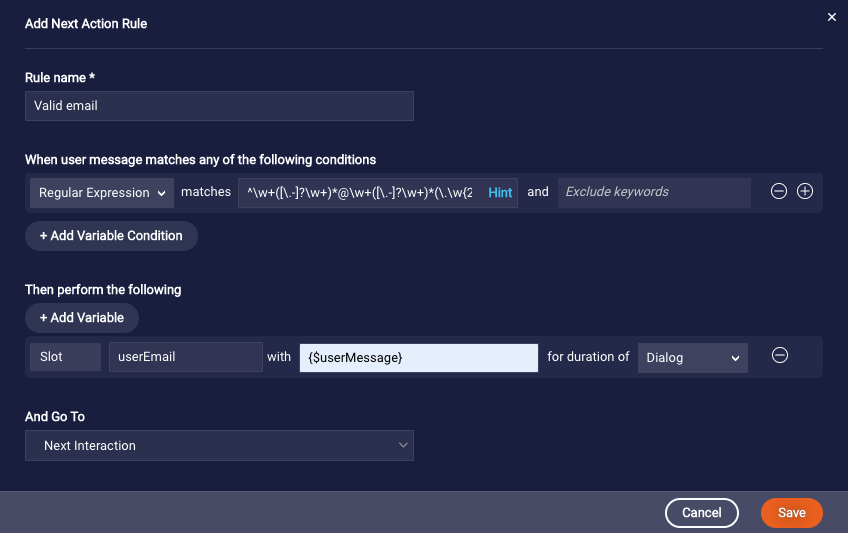 Add Next Action Rule
×
Rule name *
Valid email
When user message matches any of the following conditions
Regular Expression matches ^\w+([\.-]?\w+)*@\w+([\.-]?\w+)*(\.\w{2 Hint and Exclude keywords
+ Add Variable Condition
Then perform the following
+ Add Variable
Slot userEmail with {$userMessage} for duration of Dialog
And Go To
Next Interaction
Cancel Save